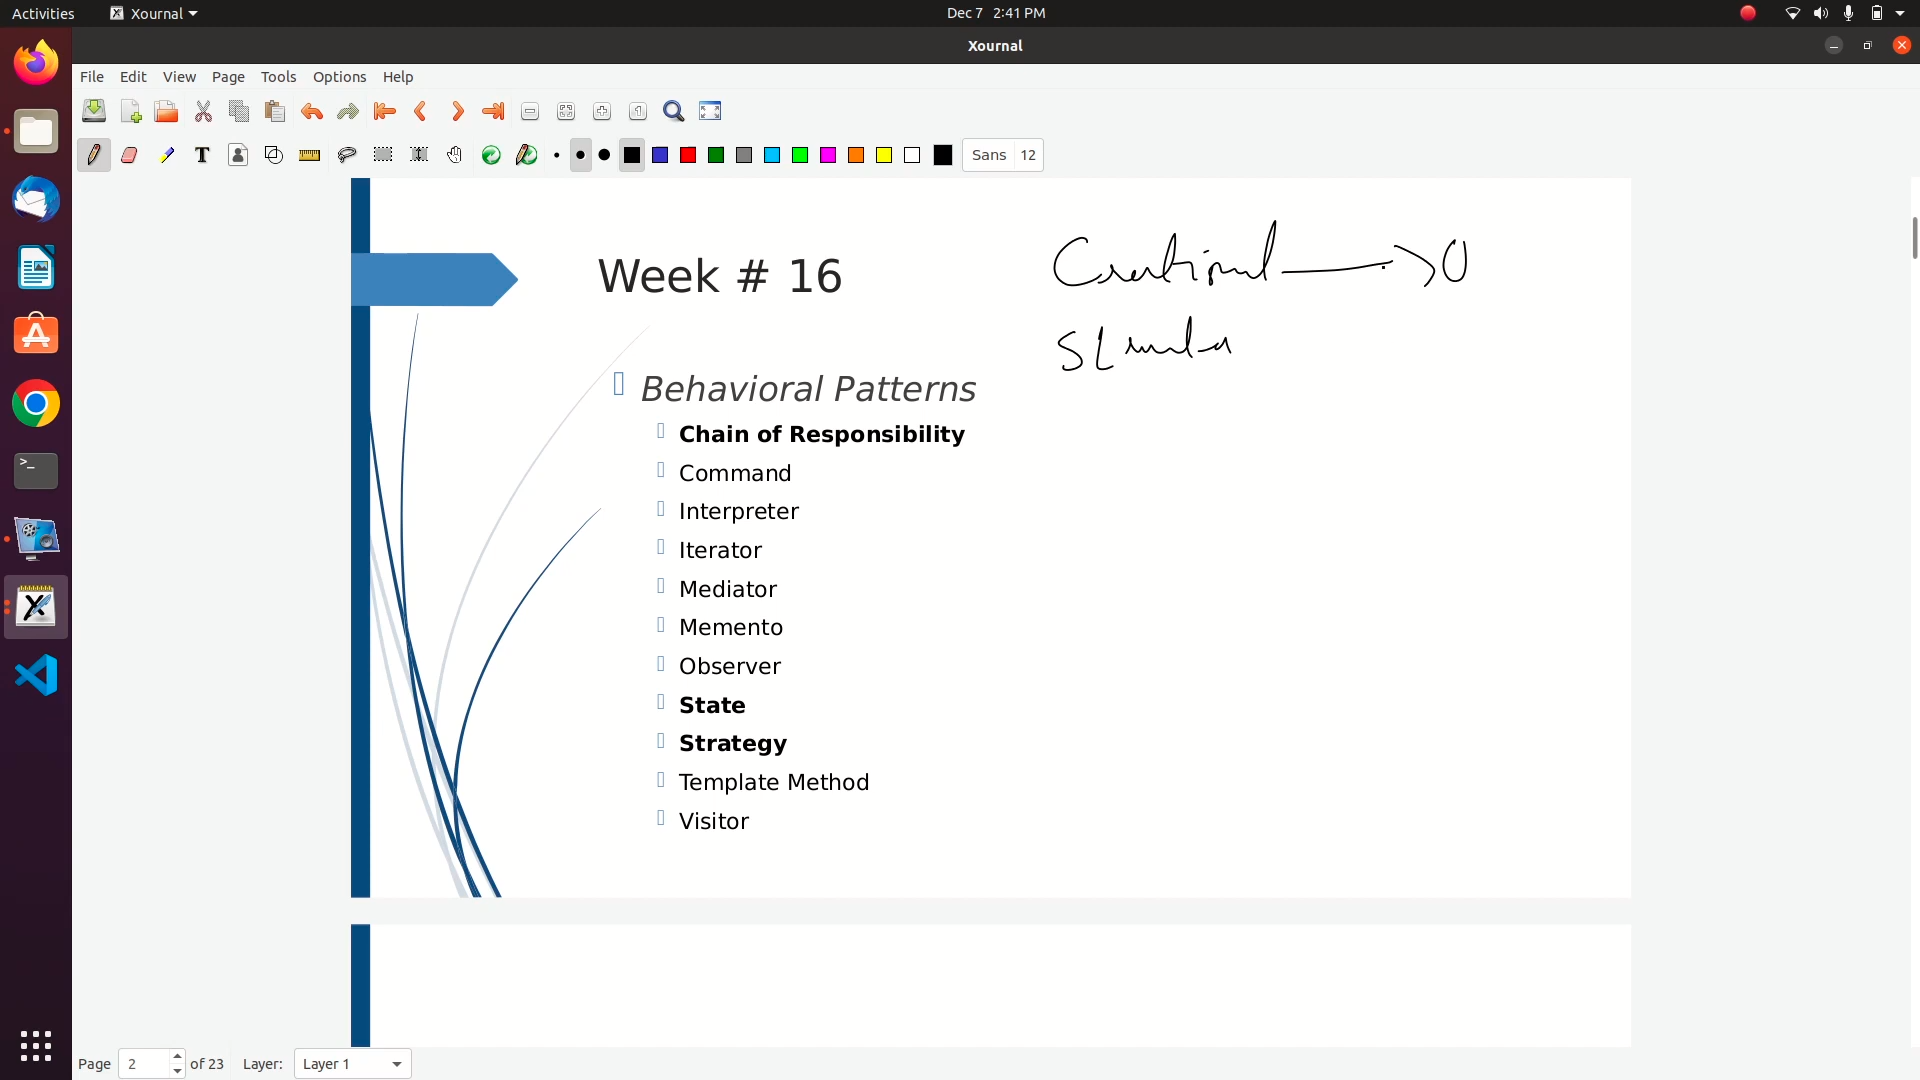 Activities Xournal Dec 7 2:41 PM
Xournal
File Edit View Page Tools Options Help
Sans 12
Week # 16
Creational → O
Behavioral Patterns
Chain of Responsibility
Command
Interpreter
Iterator
Mediator
Memento
Observer
State
Strategy
Template Method
Visitor
Page 2 of 23 Layer: Layer 1